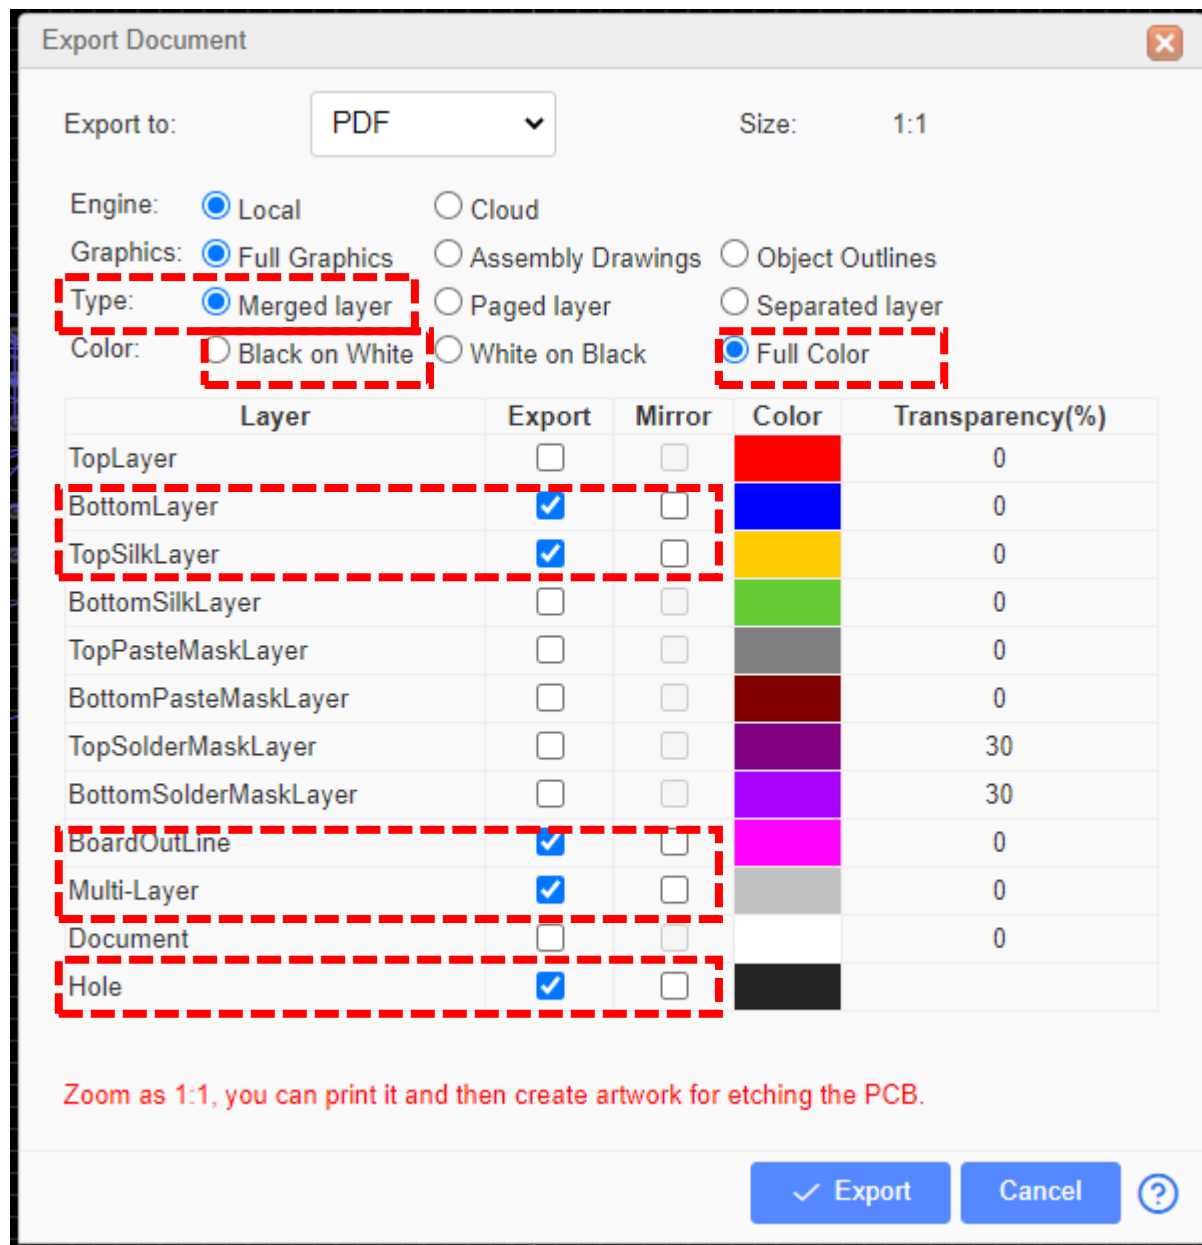 Export Document
Export to: PDF Size: 1:1
Engine: Local Cloud
Graphics: Full Graphics Assembly Drawings Object Outlines
Type: Merged layer Paged layer Separated layer
Color: Black on White White on Black Full Color
Layer Export Mirror Color Transparency(%)
TopLayer 0
BottomLayer 0
TopSilkLayer 0
BottomSilkLayer 0
TopPasteMaskLayer 0
BottomPasteMaskLayer 0
TopSolderMaskLayer 30
BottomSolderMaskLayer 30
BoardOutLine 0
Multi-Layer 0
Document 0
Hole
Zoom as 1:1, you can print it and then create artwork for etching the PCB.
Export Cancel ?